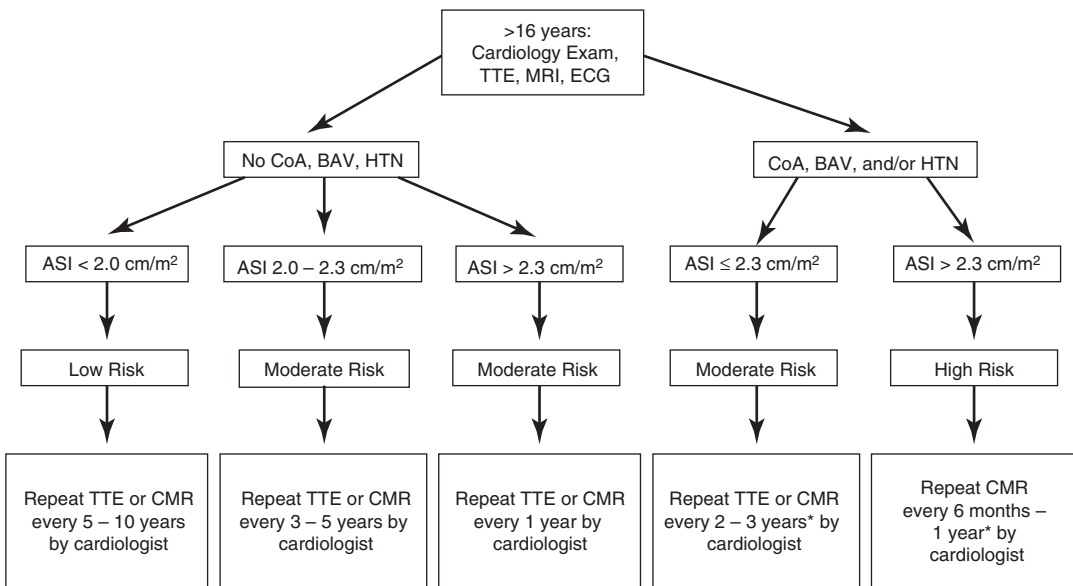 >16 years:
Cardiology Exam,
TTE, MRI, ECG
No CoA, BAV, HTN
CoA, BAV, and/or HTN
ASI < 2.0 cm/m²
ASI 2.0 – 2.3 cm/m²
ASI > 2.3 cm/m²
ASI ≤ 2.3 cm/m²
ASI > 2.3 cm/m²
Low Risk
Moderate Risk
Moderate Risk
Moderate Risk
High Risk
Repeat TTE or CMR
every 5 – 10 years
by cardiologist
Repeat TTE or CMR
every 3 – 5 years by
cardiologist
Repeat TTE or CMR
every 1 year by
cardiologist
Repeat TTE or CMR
every 2 – 3 years* by
cardiologist
Repeat CMR
every 6 months –
1 year* by
cardiologist